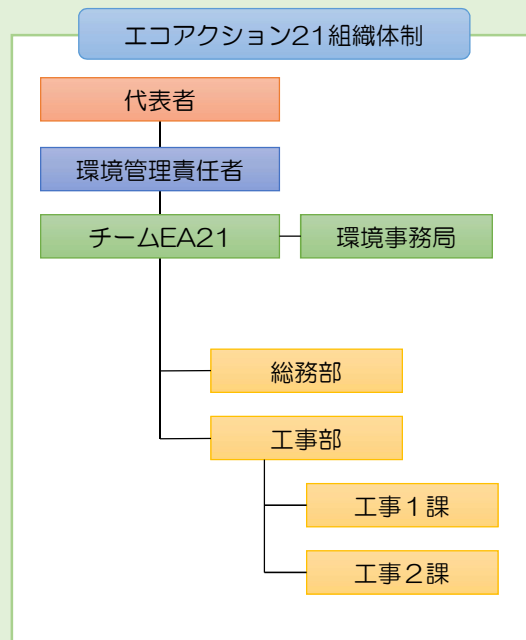 エコアクション21組織体制
代表者
環境管理責任者
チームEA21
環境事務局
総務部
工事部
工事１課
工事２課